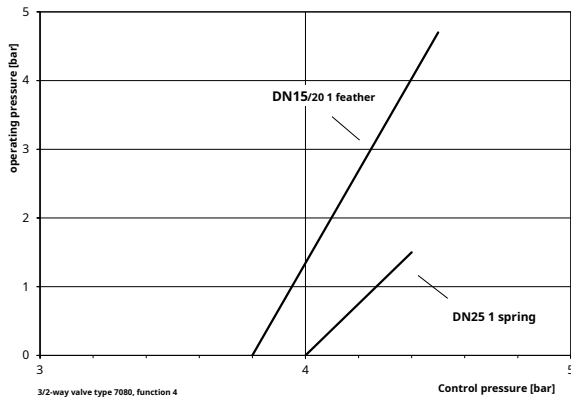 5
operating pressure [bar]
4
DN15/20 1 feather
3
2
1
DN25 1 spring
0
3
4
5
Control pressure [bar]
3/2-way valve type 7080, function 4